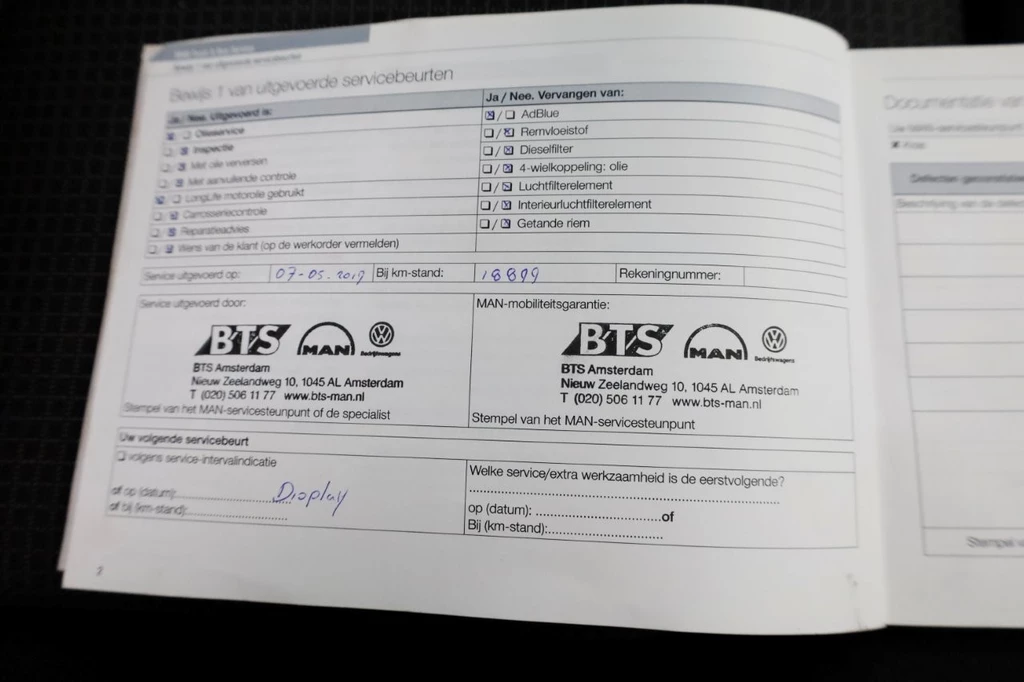 Bewijs 1 van uitgevoerde servicebeurten
Ja / Nee. Uitgevoerd is:
Olieservice
Inspectie
Met olie verversen
Met aanvullende controle
LongLife motorolie gebruikt
Carrosseriecontrole
Reparatieadvies
Wens van de klant (op de werkorder vermelden)
Ja / Nee. Vervangen van:
AdBlue
Remvloeistof
Dieselfilter
4-wielkoppeling: olie
Luchtfilterelement
Interieurluchtfilterelement
Getande riem
Service uitgevoerd op: 07-05-2019 Bij km-stand: 18899 Rekeningnummer:
Service uitgevoerd door:
BTS MAN Bedrijfswagens
BTS Amsterdam
Nieuw Zeelandweg 10, 1045 AL Amsterdam
T (020) 506 11 77 www.bts-man.nl
Stempel van het MAN-servicesteunpunt of de specialist
MAN-mobiliteitsgarantie:
BTS MAN Bedrijfswagens
BTS Amsterdam
Nieuw Zeelandweg 10, 1045 AL Amsterdam
T (020) 506 11 77 www.bts-man.nl
Stempel van het MAN-servicesteunpunt
Uw volgende servicebeurt
volgens service-intervalindicatie
of op (datum): Display
of bij (km-stand):
Welke service/extra werkzaamheid is de eerstvolgende?
op (datum): of
Bij (km-stand):
2
Documentatie van
Stempel v